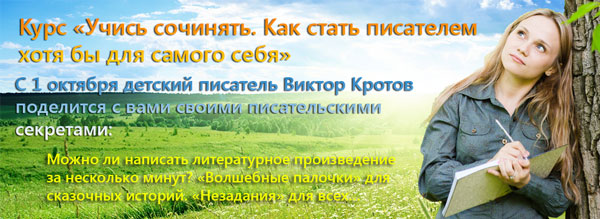 Курс «Учись сочинять. Как стать писателем
хотя бы для самого себя»
С 1 октября детский писатель Виктор Кротов
поделится с вами своими писательскими
секретами:
Можно ли написать литературное произведение
за несколько минут? «Волшебные палочки» для
сказочных историй. «Незадания» для всех...